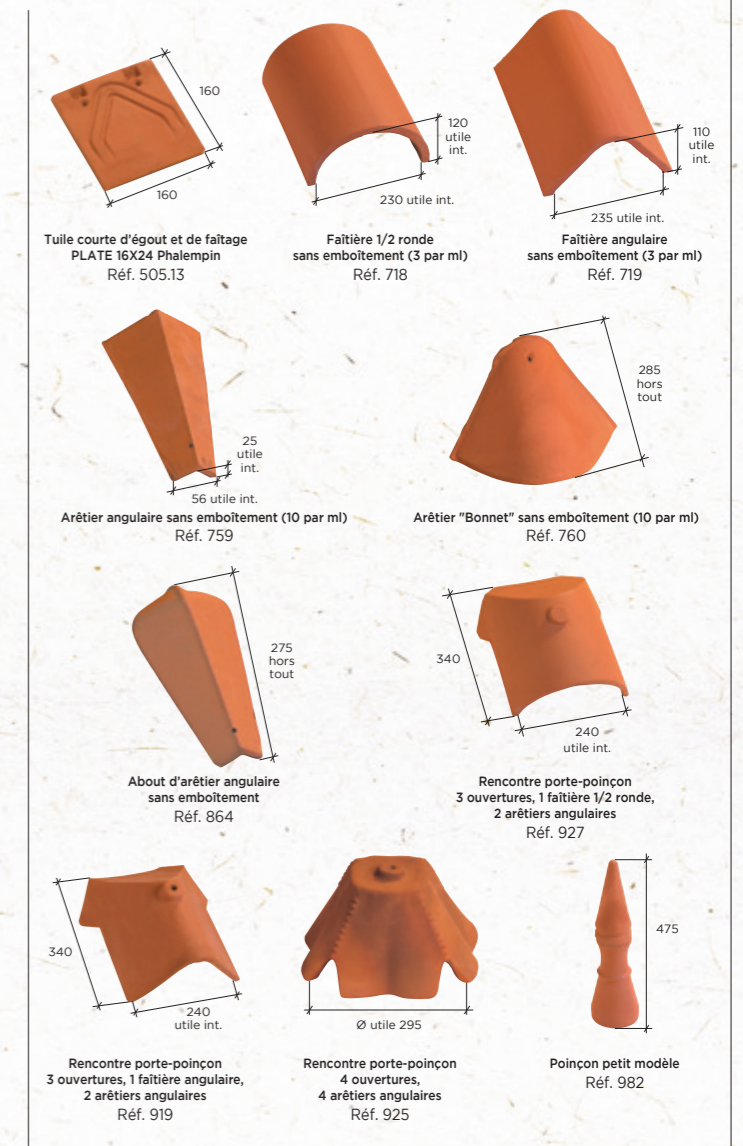 160
160
Tuile courte d'égout et de faîtage
PLATE 16X24 Phalempin
Réf. 505.13
120
utile
int.
230 utile int.
Faîtière 1/2 ronde
sans emboîtement (3 par ml)
Réf. 718
110
utile
int.
235 utile int.
Faîtière angulaire
sans emboîtement (3 par ml)
Réf. 719
25
utile
int.
56 utile int.
Arêtier angulaire sans emboîtement (10 par ml)
Réf. 759
285
hors
tout
Arêtier "Bonnet" sans emboîtement (10 par ml)
Réf. 760
275
hors
tout
About d'arêtier angulaire
sans emboîtement
Réf. 864
340
240
utile int.
Rencontre porte-poinçon
3 ouvertures, 1 faîtière 1/2 ronde,
2 arêtiers angulaires
Réf. 927
340
240
utile int.
Rencontre porte-poinçon
3 ouvertures, 1 faîtière angulaire,
2 arêtiers angulaires
Réf. 919
Ø utile 295
Rencontre porte-poinçon
4 ouvertures,
4 arêtiers angulaires
Réf. 925
475
Poinçon petit modèle
Réf. 982